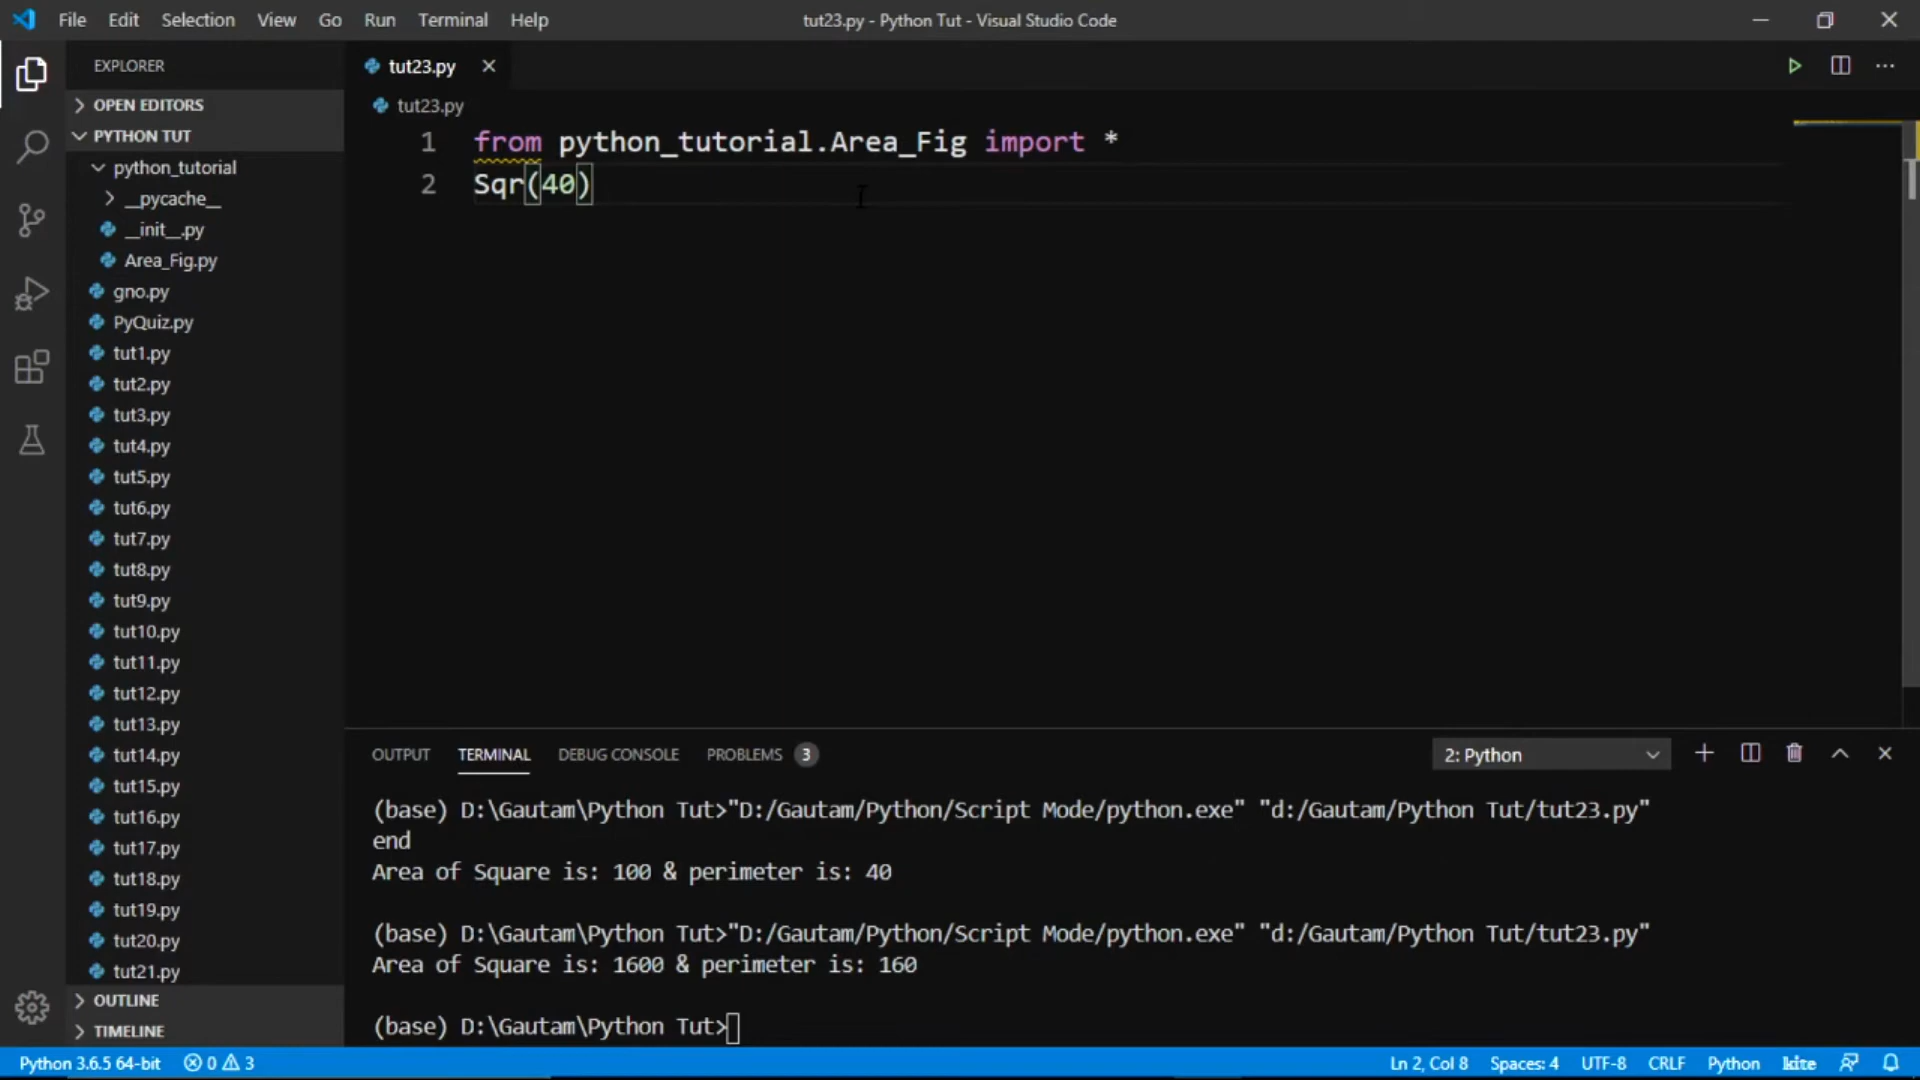 File Edit Selection View Go Run Terminal Help
tut23.py - Python Tut - Visual Studio Code
EXPLORER
OPEN EDITORS
PYTHON TUT
python_tutorial
__pycache__
__init__.py
Area_Fig.py
gno.py
PyQuiz.py
tut1.py
tut2.py
tut3.py
tut4.py
tut5.py
tut6.py
tut7.py
tut8.py
tut9.py
tut10.py
tut11.py
tut12.py
tut13.py
tut14.py
tut15.py
tut16.py
tut17.py
tut18.py
tut19.py
tut20.py
tut21.py
OUTLINE
TIMELINE
tut23.py
tut23.py
1 from python_tutorial.Area_Fig import *
2 Sqr(40)
OUTPUT TERMINAL DEBUG CONSOLE PROBLEMS 3
2: Python
(base) D:\Gautam\Python Tut>"D:/Gautam/Python/Script Mode/python.exe" "d:/Gautam/Python Tut/tut23.py"
end
Area of Square is: 100 & perimeter is: 40
(base) D:\Gautam\Python Tut>"D:/Gautam/Python/Script Mode/python.exe" "d:/Gautam/Python Tut/tut23.py"
Area of Square is: 1600 & perimeter is: 160
(base) D:\Gautam\Python Tut>
Python 3.6.5 64-bit 0 3
Ln 2, Col 8 Spaces: 4 UTF-8 CRLF Python kite